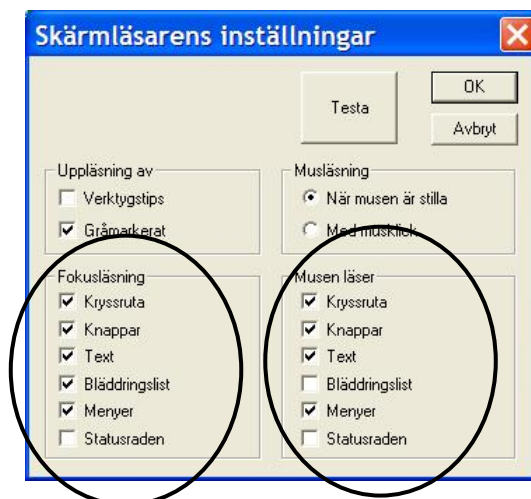 Skärmläsarens inställningar
Testa
OK
Avbryt
Uppläsning av
Verktygstips
Gråmarkerat
Musläsning
När musen är stilla
Med musklick
Fokusläsning
Kryssruta
Knappar
Text
Bläddringslist
Menyer
Statusraden
Musen läser
Kryssruta
Knappar
Text
Bläddringslist
Menyer
Statusraden